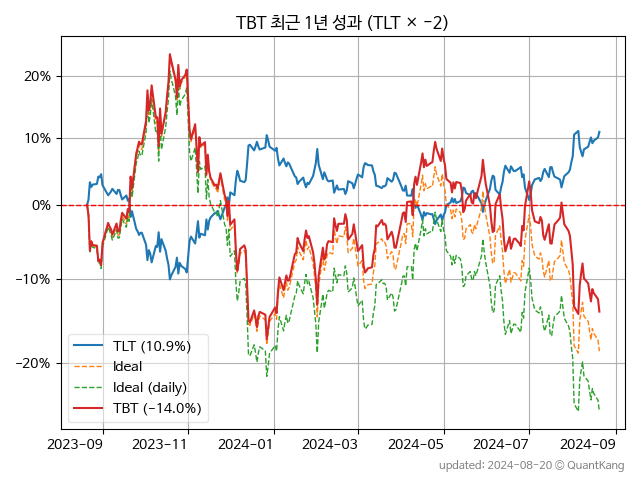 TBT 최근 1년 성과 (TLT × −2)
20%
10%
0%
−10%
−20%
TLT (10.9%)
Ideal
Ideal (daily)
TBT (−14.0%)
2023-09 2023-11 2024-01 2024-03 2024-05 2024-07 2024-09
updated: 2024-08-20 © QuantKang